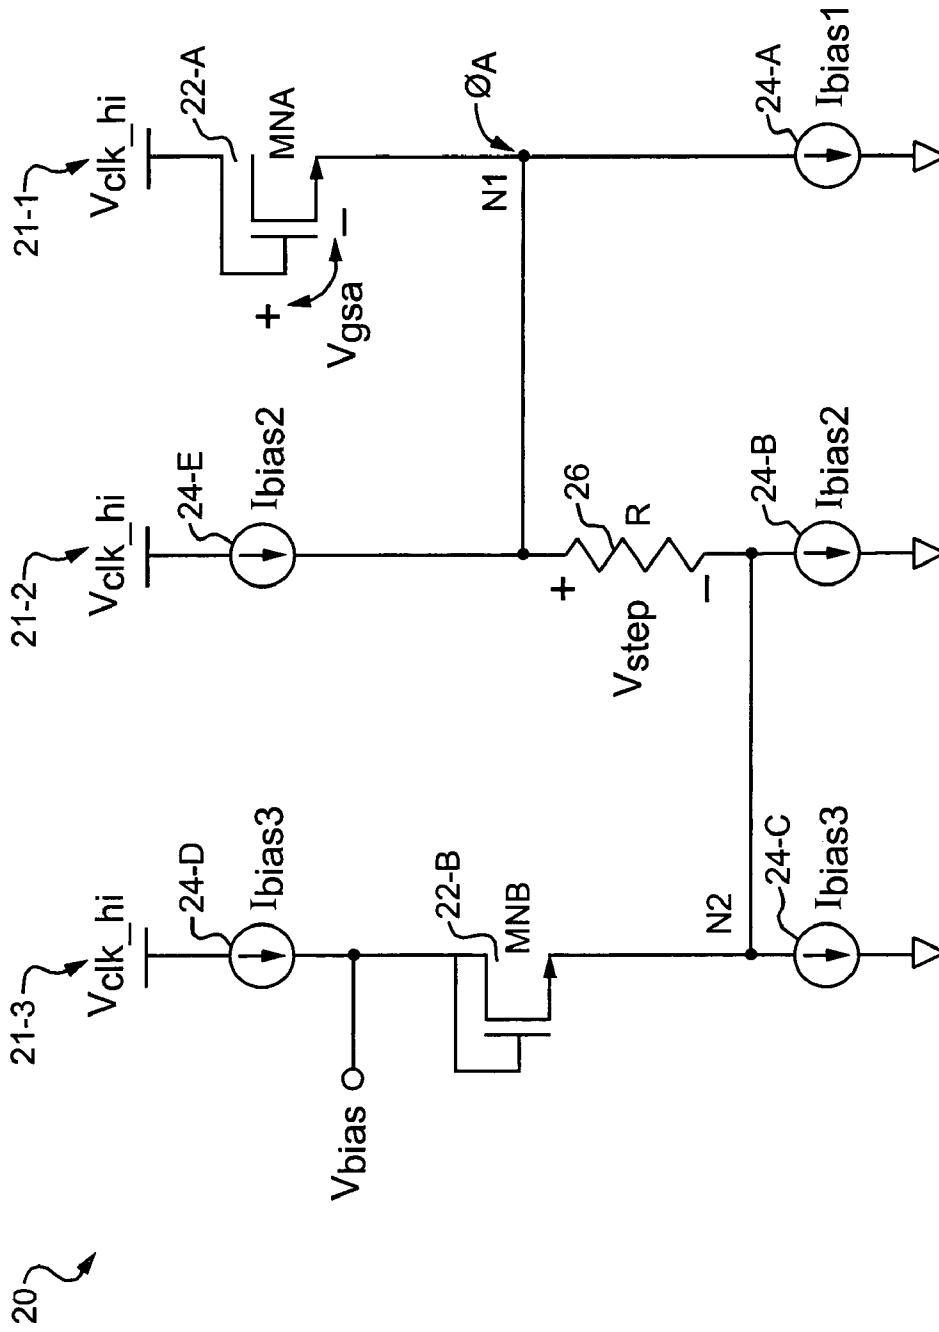 20
21-3
Vclk_hi
24-D
Ibias3
Vbias
22-B
MNB
N2
24-C
Ibias3
21-2
Vclk_hi
24-E
Ibias2
26
R
+
Vstep
−
24-B
Ibias2
21-1
Vclk_hi
22-A
MNA
+
Vgsa
−
N1
ØA
24-A
Ibias1